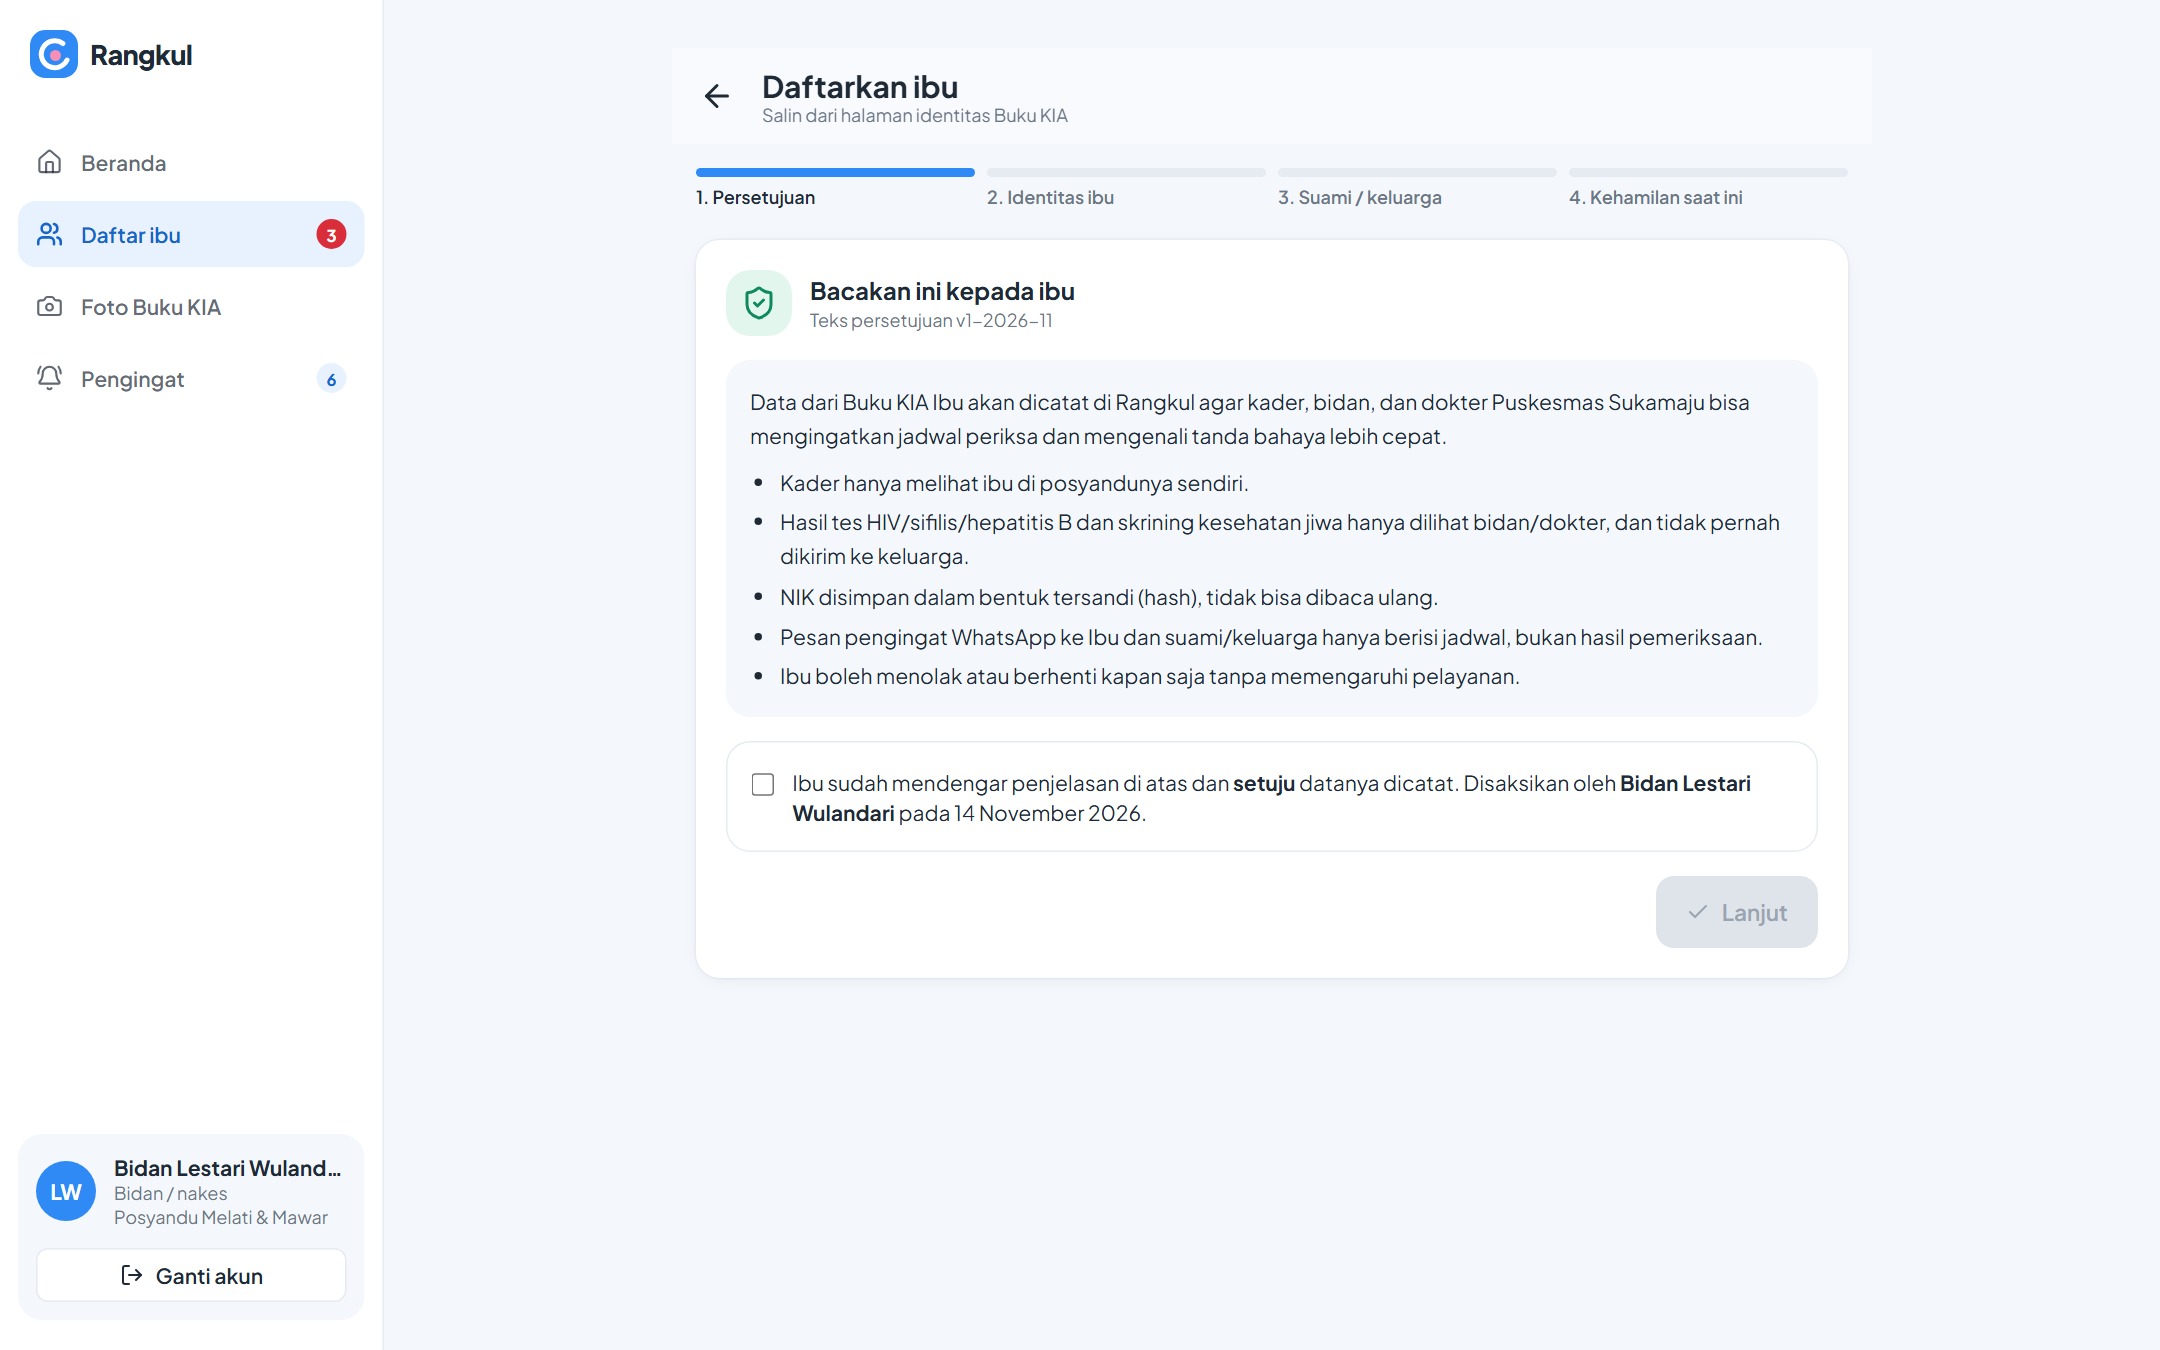 Rangkul
Beranda
Daftar ibu
3
Foto Buku KIA
Pengingat
6
Bidan Lestari Wuland...
Bidan / nakes
Posyandu Melati & Mawar
LW
Ganti akun
Daftarkan ibu
Salin dari halaman identitas Buku KIA
1. Persetujuan
2. Identitas ibu
3. Suami / keluarga
4. Kehamilan saat ini
Bacakan ini kepada ibu
Teks persetujuan v1-2026-11
Data dari Buku KIA Ibu akan dicatat di Rangkul agar kader, bidan, dan dokter Puskesmas Sukamaju bisa
mengingatkan jadwal periksa dan mengenali tanda bahaya lebih cepat.
• Kader hanya melihat ibu di posyandunya sendiri.
• Hasil tes HIV/sifilis/hepatitis B dan skrining kesehatan jiwa hanya dilihat bidan/dokter, dan tidak pernah
dikirim ke keluarga.
• NIK disimpan dalam bentuk tersandi (hash), tidak bisa dibaca ulang.
• Pesan pengingat WhatsApp ke Ibu dan suami/keluarga hanya berisi jadwal, bukan hasil pemeriksaan.
• Ibu boleh menolak atau berhenti kapan saja tanpa memengaruhi pelayanan.
Ibu sudah mendengar penjelasan di atas dan setuju datanya dicatat. Disaksikan oleh Bidan Lestari
Wulandari pada 14 November 2026.
Lanjut